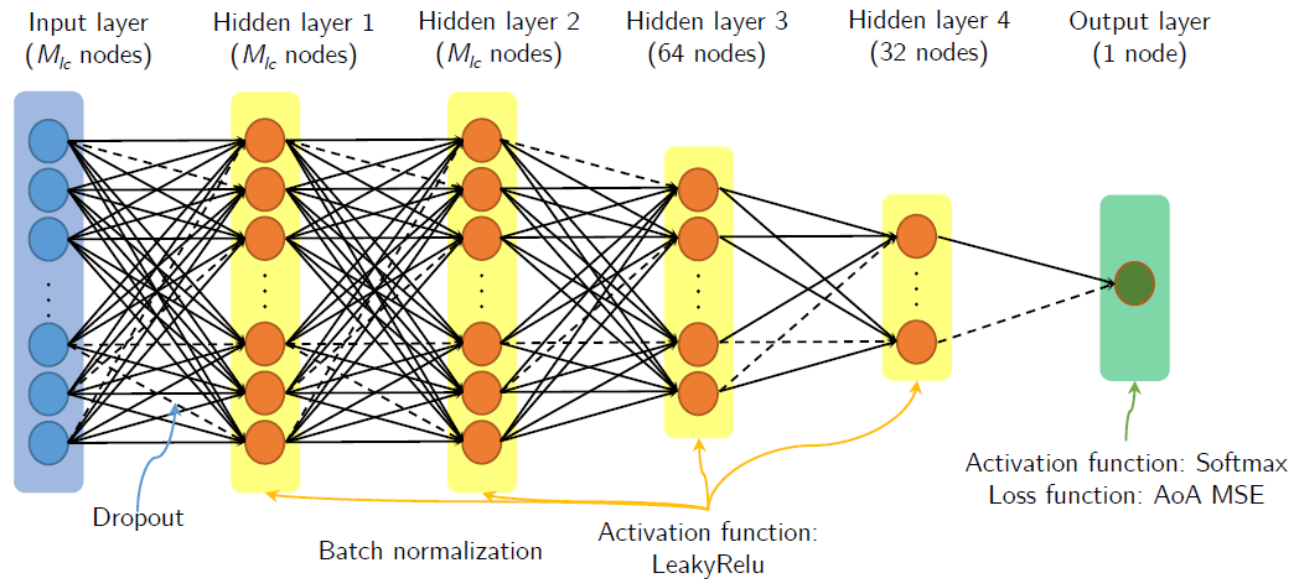 Input layer
(M_lc nodes)
Hidden layer 1
(M_lc nodes)
Hidden layer 2
(M_lc nodes)
Hidden layer 3
(64 nodes)
Hidden layer 4
(32 nodes)
Output layer
(1 node)
Dropout
Batch normalization
Activation function:
LeakyRelu
Activation function: Softmax
Loss function: AoA MSE